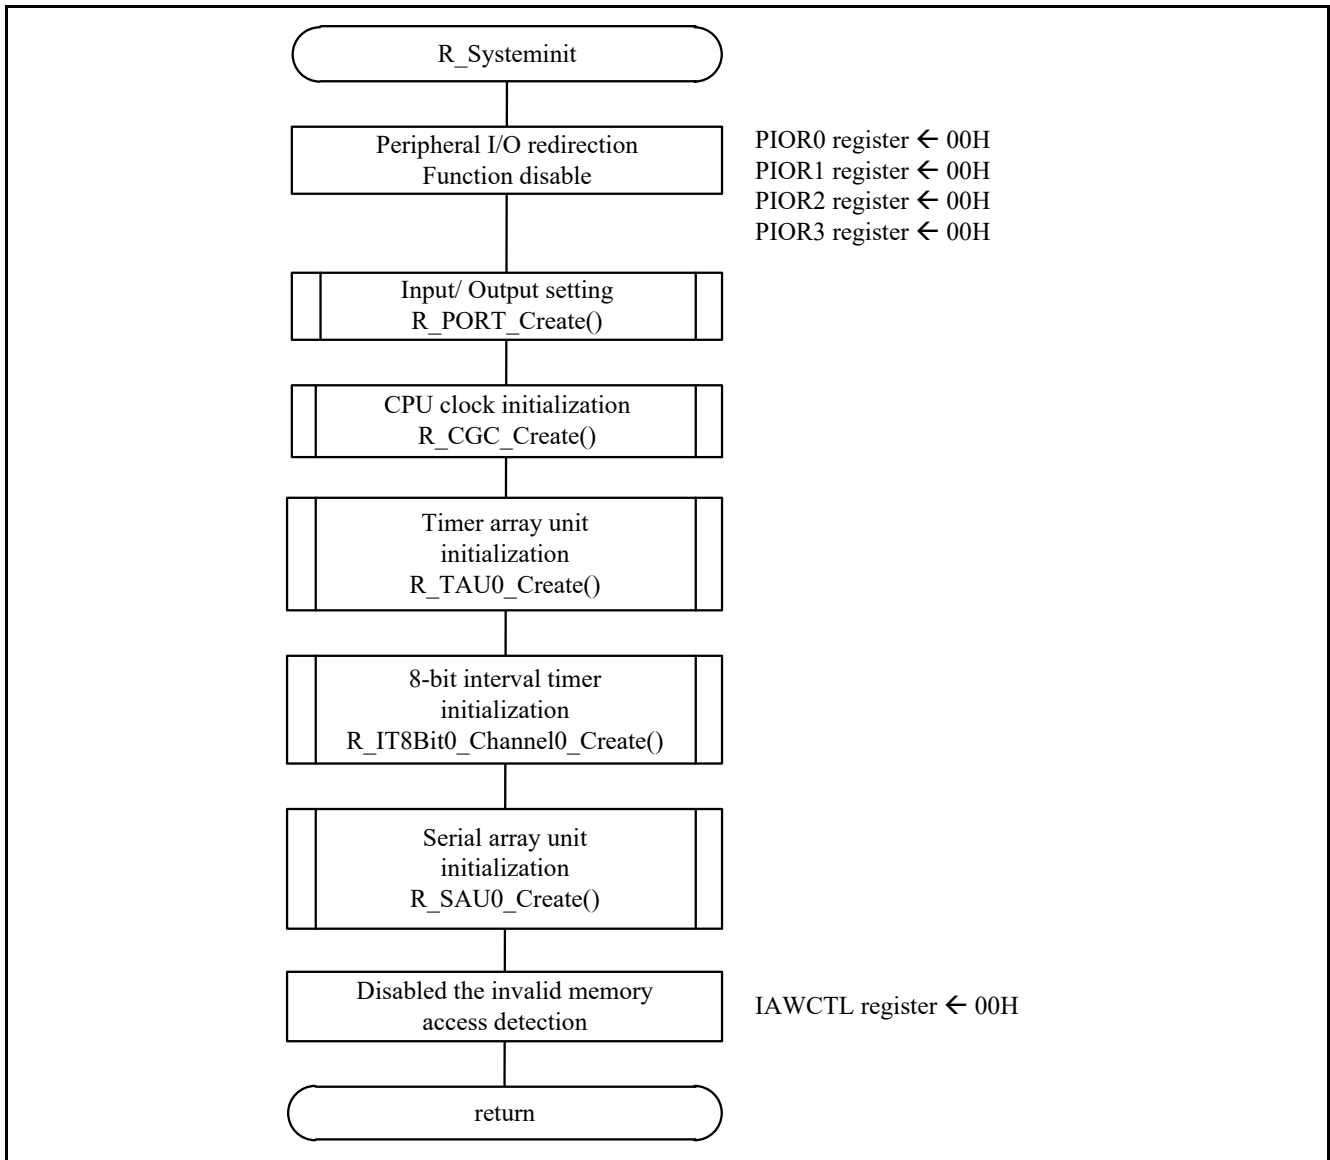 R_Systeminit
Peripheral I/O redirection
Function disable
PIOR0 register ← 00H
PIOR1 register ← 00H
PIOR2 register ← 00H
PIOR3 register ← 00H
Input/ Output setting
R_PORT_Create()
CPU clock initialization
R_CGC_Create()
Timer array unit
initialization
R_TAU0_Create()
8-bit interval timer
initialization
R_IT8Bit0_Channel0_Create()
Serial array unit
initialization
R_SAU0_Create()
Disabled the invalid memory
access detection
IAWCTL register ← 00H
return